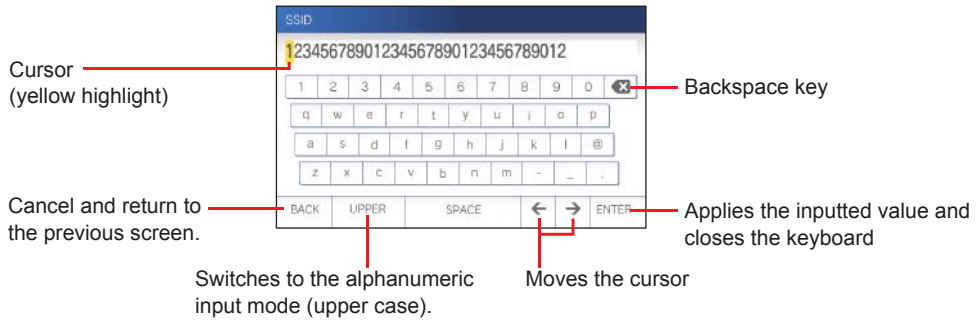 SSID
12345678901234567890123456789012
Cursor
(yellow highlight)
1 2 3 4 5 6 7 8 9 0
Backspace key
q w e r t y u i o p
a s d f g h j k l @
z x c v b n m - _ .
Cancel and return to
the previous screen.
BACK UPPER SPACE ← → ENTER
Applies the inputted value and
closes the keyboard
Switches to the alphanumeric
input mode (upper case).
Moves the cursor